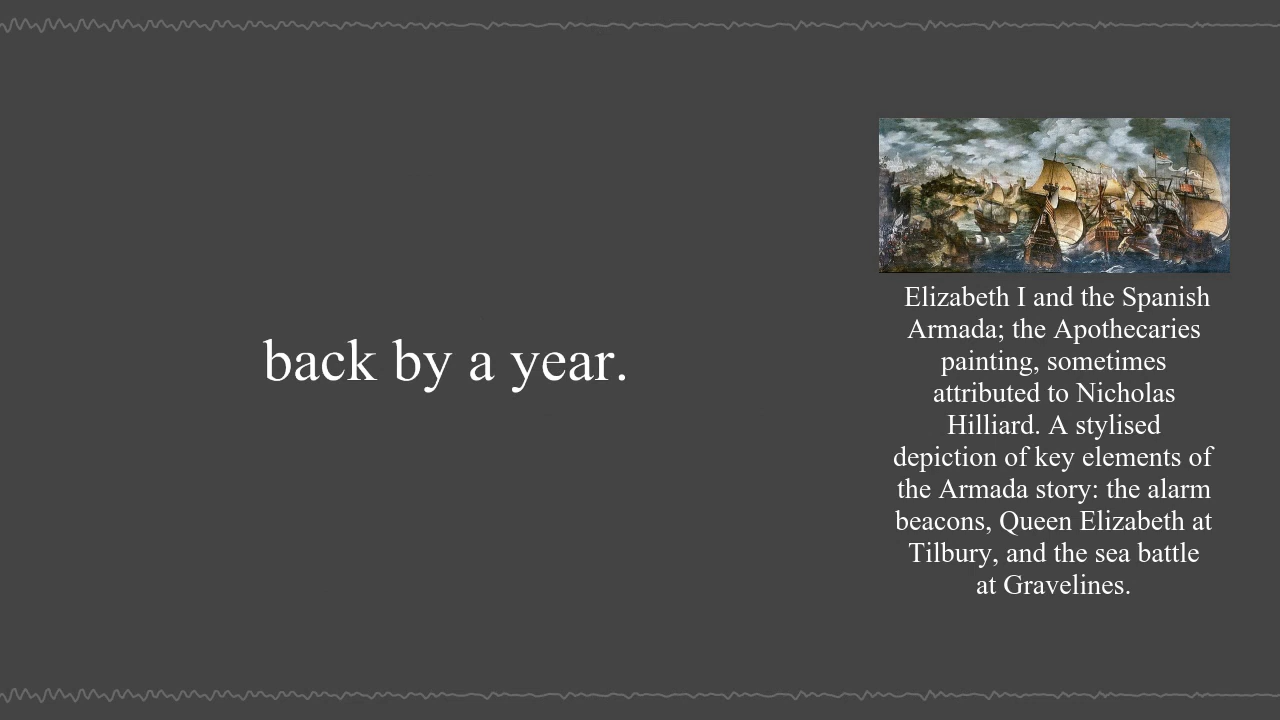 back by a year.
Elizabeth I and the Spanish
Armada; the Apothecaries
painting, sometimes
attributed to Nicholas
Hilliard. A stylised
depiction of key elements of
the Armada story: the alarm
beacons, Queen Elizabeth at
Tilbury, and the sea battle
at Gravelines.